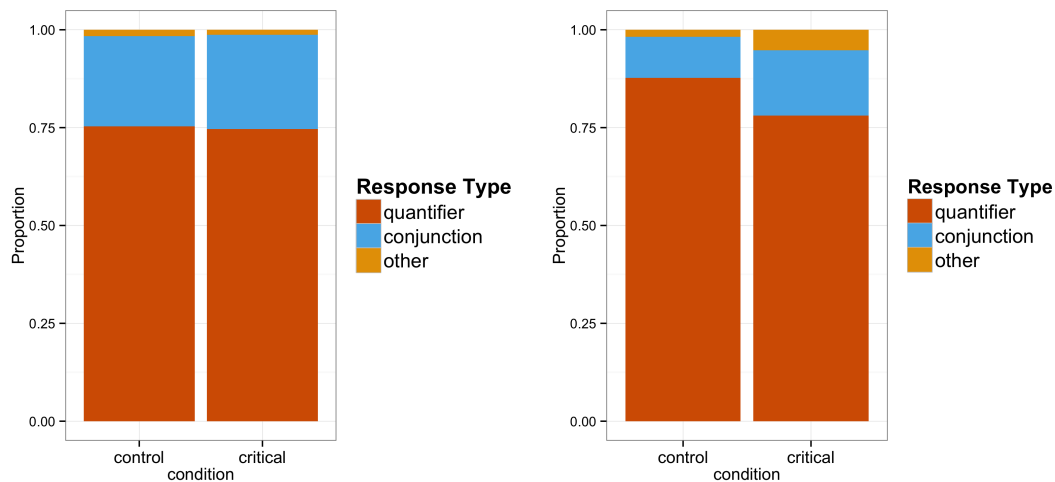 1.00
0.75
0.50
0.25
0.00
Proportion
control critical
condition
Response Type
quantifier
conjunction
other
1.00
0.75
0.50
0.25
0.00
Proportion
control critical
condition
Response Type
quantifier
conjunction
other